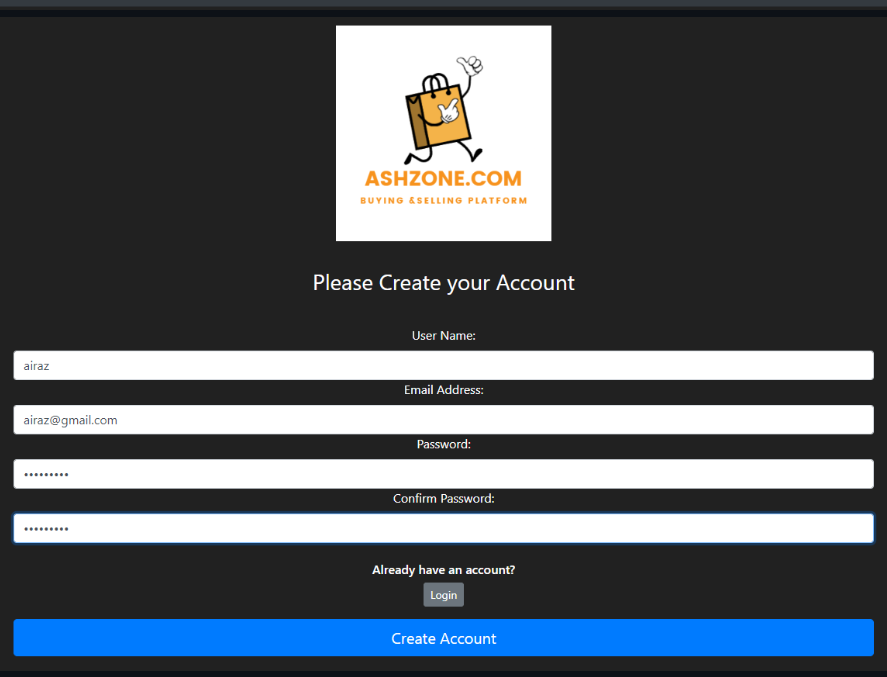 ASHZONE.COM
BUYING &SELLING PLATFORM
Please Create your Account
User Name:
airaz
Email Address:
airaz@gmail.com
Password:
•••••••••
Confirm Password:
•••••••••
Already have an account?
Login
Create Account